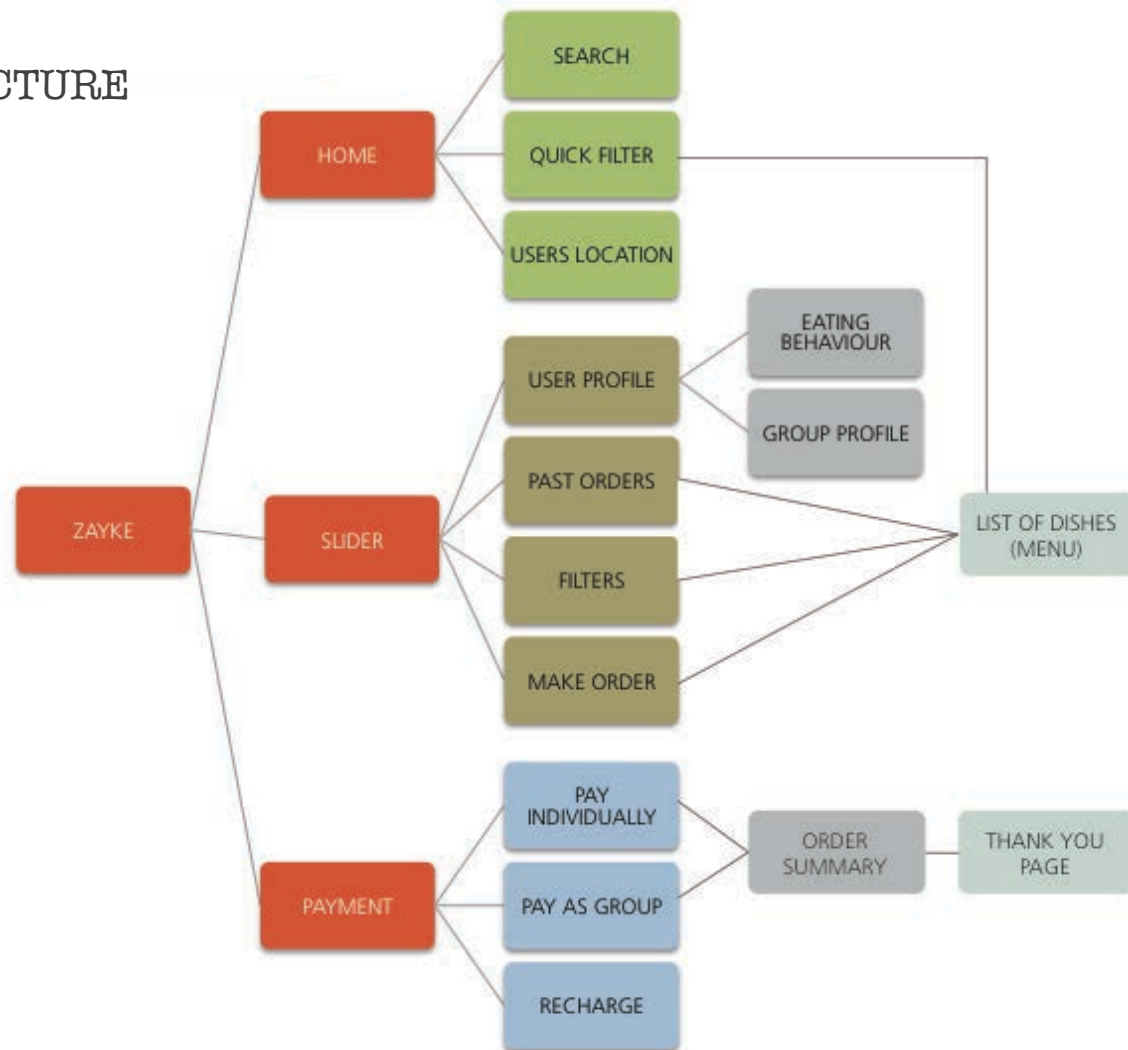 CTURE
SEARCH
HOME
QUICK FILTER
USERS LOCATION
EATING
BEHAVIOUR
USER PROFILE
GROUP PROFILE
PAST ORDERS
ZAYKE
SLIDER
LIST OF DISHES
(MENU)
FILTERS
MAKE ORDER
PAY
INDIVIDUALLY
ORDER
SUMMARY
THANK YOU
PAGE
PAYMENT
PAY AS GROUP
RECHARGE